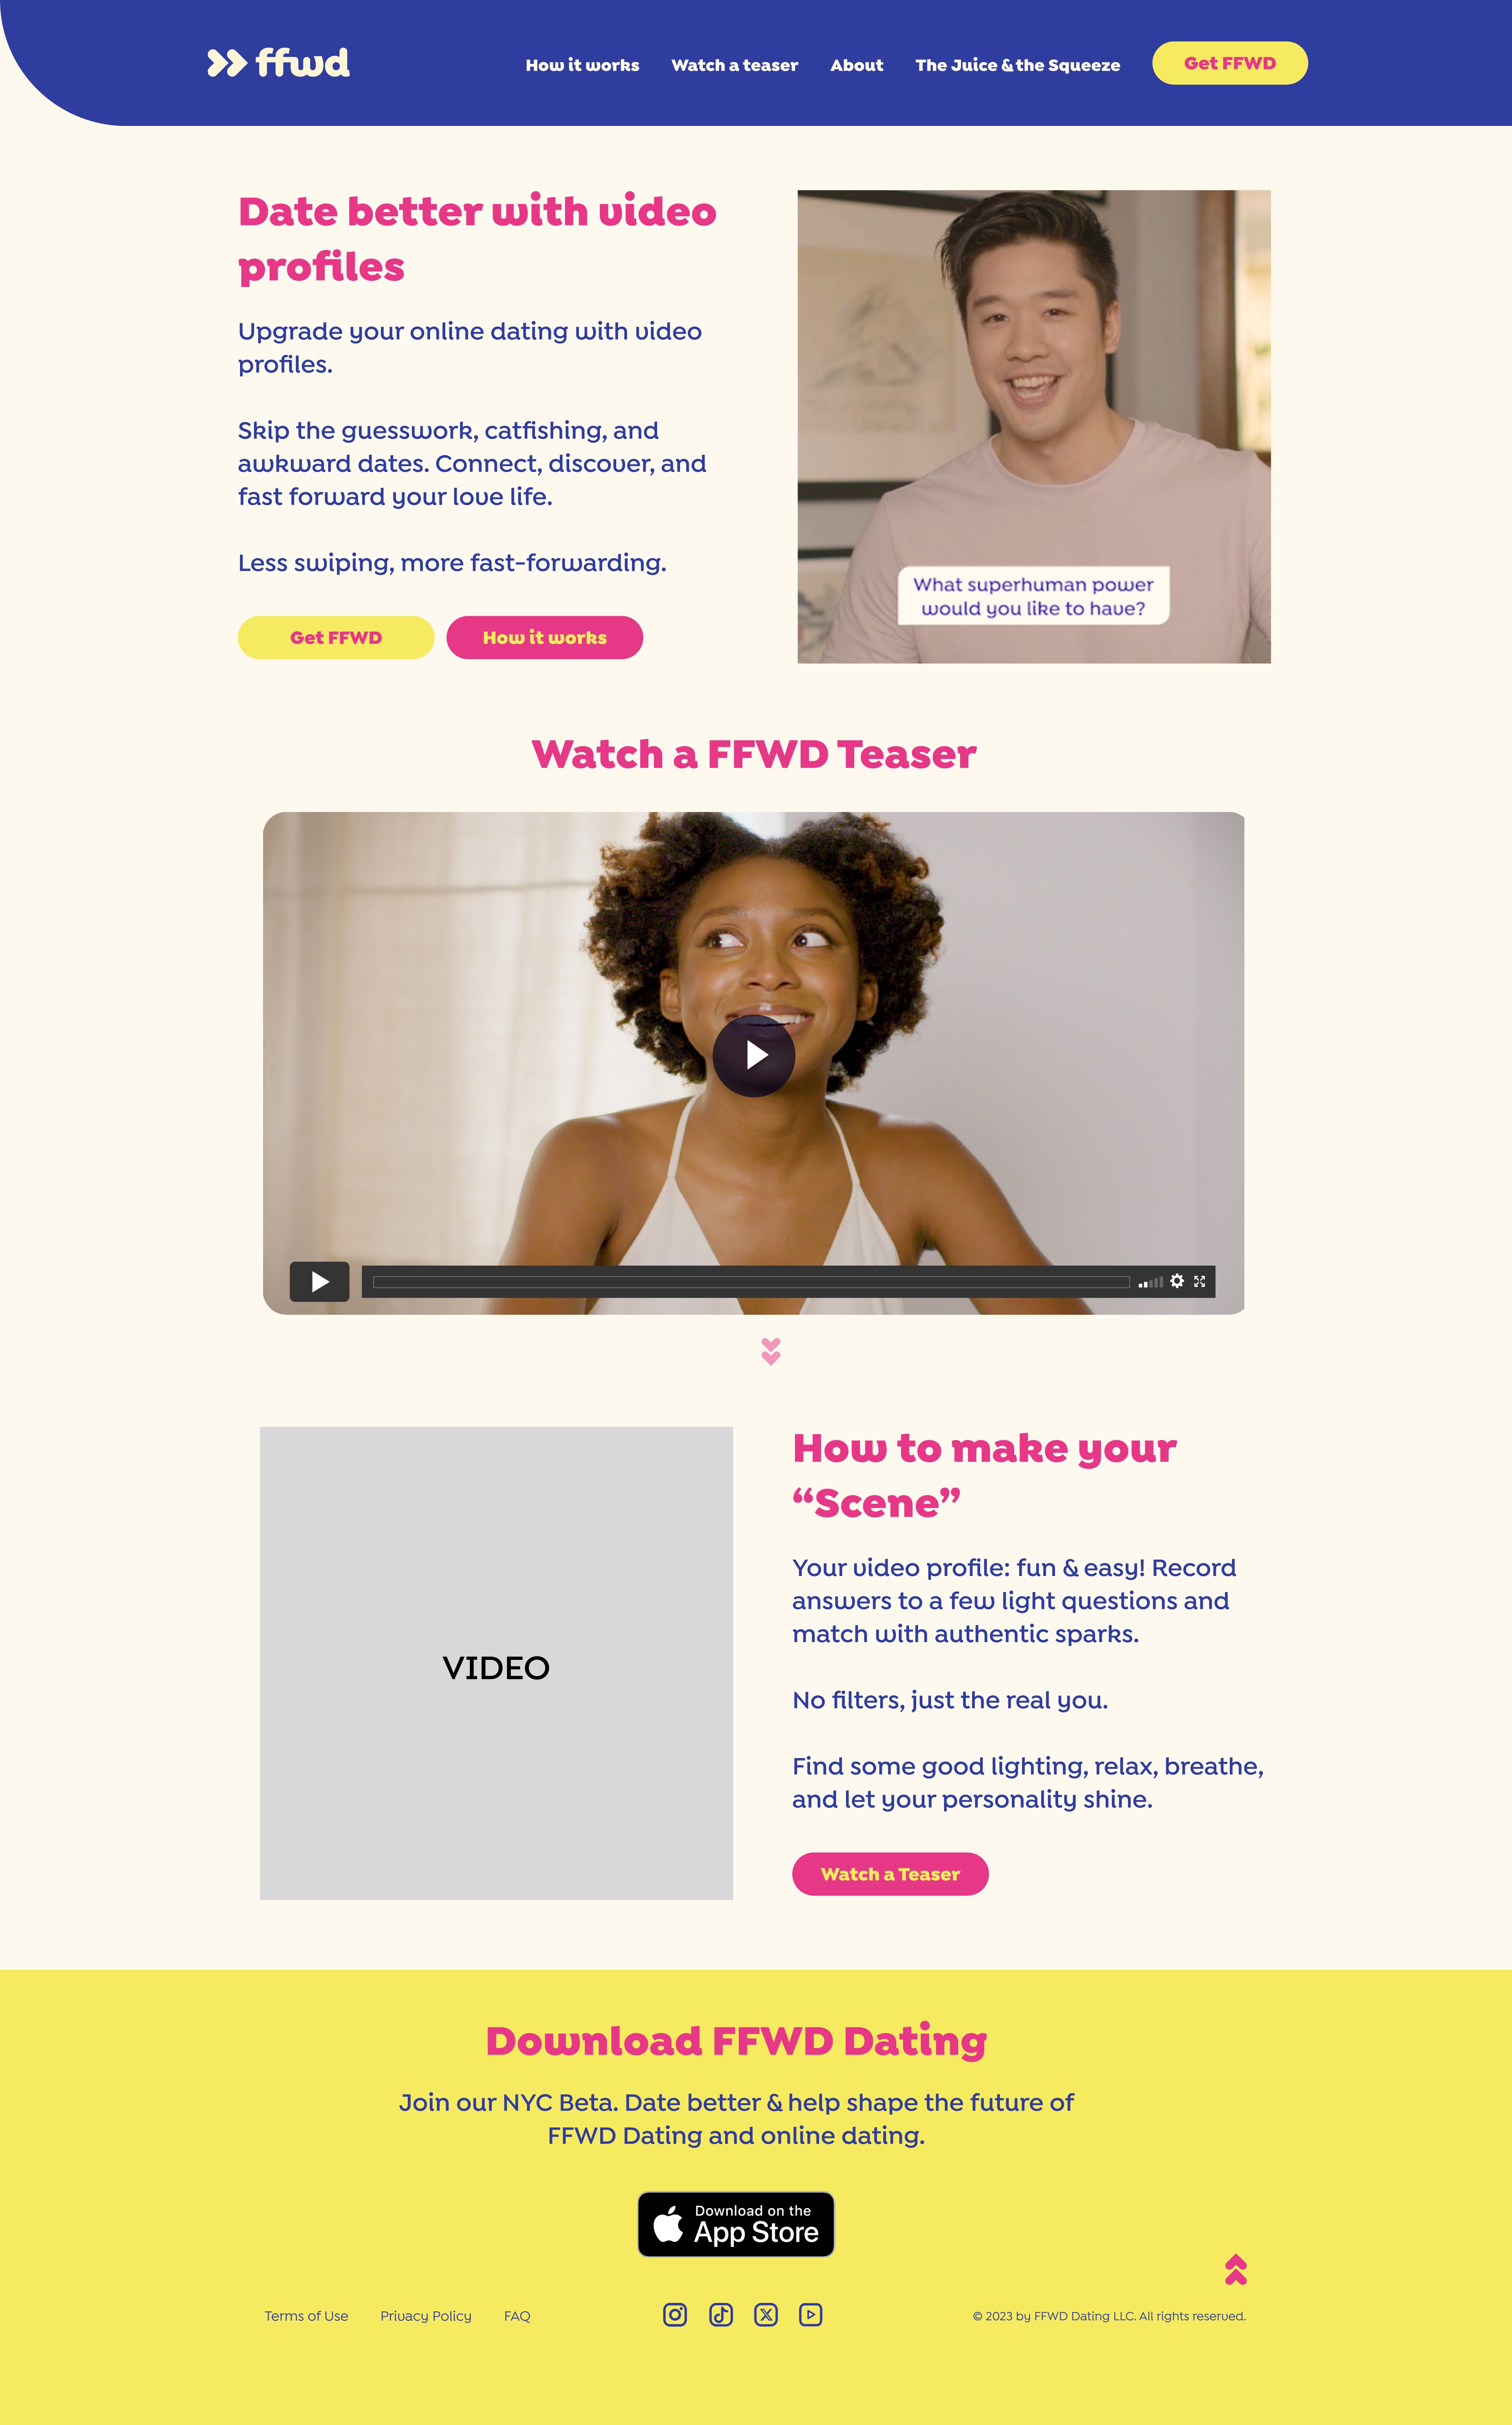 ffwd
How it works
Watch a teaser
About
The Juice & the Squeeze
Get FFWD
Date better with video
profiles
Upgrade your online dating with video
profiles.
Skip the guesswork, catfishing, and
awkward dates. Connect, discover, and
fast forward your love life.
Less swiping, more fast-forwarding.
Get FFWD
How it works
What superhuman power
would you like to have?
Watch a FFWD Teaser
VIDEO
How to make your
“Scene”
Your video profile: fun & easy! Record
answers to a few light questions and
match with authentic sparks.
No filters, just the real you.
Find some good lighting, relax, breathe,
and let your personality shine.
Watch a Teaser
Download FFWD Dating
Join our NYC Beta. Date better & help shape the future of
FFWD Dating and online dating.
Download on the
App Store
Terms of Use
Privacy Policy
FAQ
© 2023 by FFWD Dating LLC. All rights reserved.